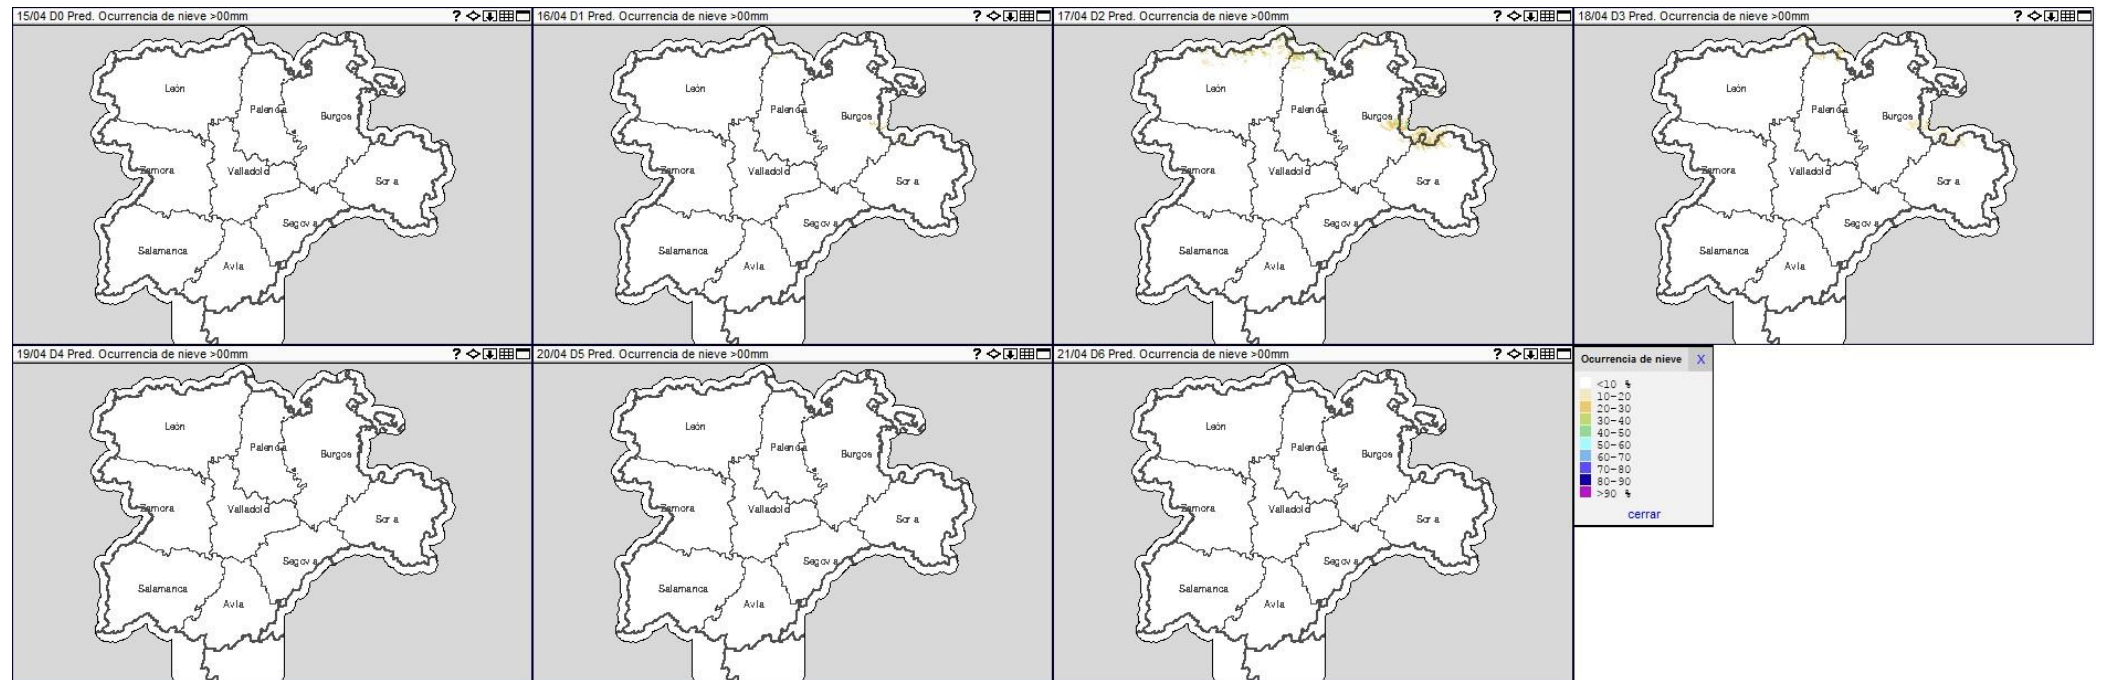 15/04 D0 Pred. Ocurrencia de nieve >00mm
?
León
Palencia
Burgos
Zamora
Valladolid
Soria
Segovia
Salamanca
Avila
16/04 D1 Pred. Ocurrencia de nieve >00mm
?
León
Palencia
Burgos
Zamora
Valladolid
Soria
Segovia
Salamanca
Avila
17/04 D2 Pred. Ocurrencia de nieve >00mm
?
León
Palencia
Burgos
Zamora
Valladolid
Soria
Segovia
Salamanca
Avila
18/04 D3 Pred. Ocurrencia de nieve >00mm
?
León
Palencia
Burgos
Zamora
Valladolid
Soria
Segovia
Salamanca
Avila
19/04 D4 Pred. Ocurrencia de nieve >00mm
?
León
Palencia
Burgos
Zamora
Valladolid
Soria
Segovia
Salamanca
Avila
20/04 D5 Pred. Ocurrencia de nieve >00mm
?
León
Palencia
Burgos
Zamora
Valladolid
Soria
Segovia
Salamanca
Avila
21/04 D6 Pred. Ocurrencia de nieve >00mm
?
León
Palencia
Burgos
Zamora
Valladolid
Soria
Segovia
Salamanca
Avila
Ocurrencia de nieve X
<10 %
10-20
20-30
30-40
40-50
50-60
60-70
70-80
80-90
>90 %
cerrar